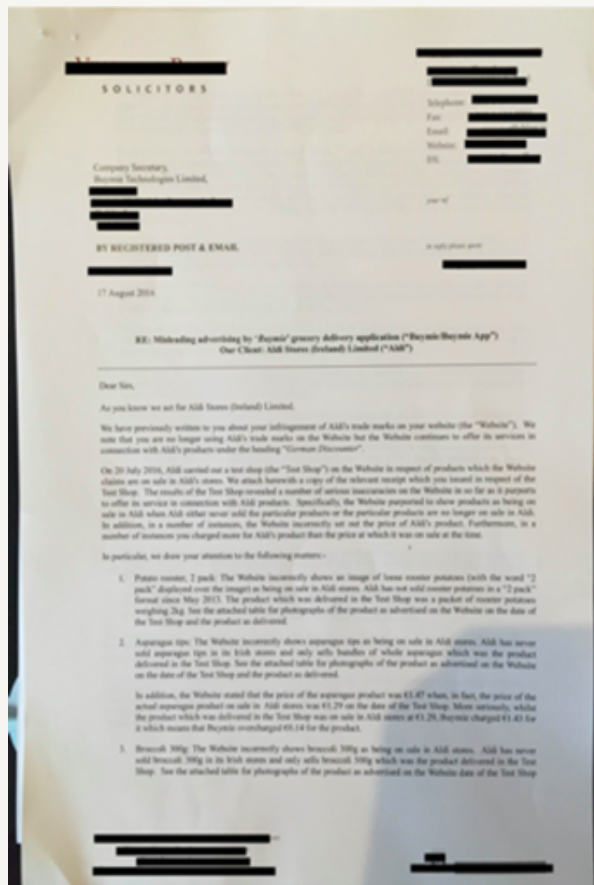 SOLICITORS
Telephone:
Fax:
Email:
Website:
DX:
Company Secretary,
Buymie Technologies Limited,
your ref
BY REGISTERED POST & EMAIL
in reply please quote
17 August 2016
RE: Misleading advertising by 'Buymie' grocery delivery application ("Buymie/Buymie App")
Our Client: Aldi Stores (Ireland) Limited ("Aldi")
Dear Sirs,
As you know we act for Aldi Stores (Ireland) Limited.
We have previously written to you about your infringement of Aldi's trade marks on your website (the "Website"). We
note that you are no longer using Aldi's trade marks on the Website but the Website continues to offer its services in
connection with Aldi's products under the heading "German Discounter".
On 20 July 2016, Aldi carried out a test shop (the "Test Shop") on the Website in respect of products which the Website
claims are on sale in Aldi stores. We attach herewith a copy of the relevant receipt which you issued in respect of the
Test Shop. The results of the Test Shop revealed a number of serious inaccuracies on the Website in so far as it purports
to offer its service in connection with Aldi products. Specifically, the Website purported to show products as being on
sale in Aldi when Aldi either never sold the particular products or the particular products are no longer on sale in Aldi.
In addition, in a number of instances, the Website incorrectly set out the price of Aldi's product. Furthermore, in a
number of instances you charged more for Aldi's product than the price at which it was on sale at the time.
In particular, we draw your attention to the following matters:-
1. Potato rooster, 2 pack: The Website incorrectly shows an image of loose rooster potatoes (with the word "2
pack" displayed over the image) as being on sale in Aldi stores. Aldi has not sold rooster potatoes in a "2 pack"
format since May 2013. The product which was delivered in the Test Shop was a packet of rooster potatoes
weighing 2kg. See the attached table for photographs of the product as advertised on the Website on the date of
the Test Shop and the product as delivered.
2. Asparagus tips: The Website incorrectly shows asparagus tips as being on sale in Aldi stores. Aldi has never
sold asparagus tips in its Irish stores and only sells bundles of whole asparagus which was the product
delivered in the Test Shop. See the attached table for photographs of the product as advertised on the Website
on the date of the Test Shop and the product as delivered.
In addition, the Website stated that the price of the asparagus product was €1.47 when, in fact, the price of the
actual asparagus product on sale in Aldi stores was €1.29 on the date of the Test Shop. More seriously, whilst
the product which was delivered in the Test Shop was on sale in Aldi stores at €1.29, Buymie charged €1.43 for
it which means that Buymie overcharged €0.14 for the product.
3. Broccoli 300g: The Website incorrectly shows broccoli 300g as being on sale in Aldi stores. Aldi has never
sold broccoli 300g in its Irish stores and only sells broccoli 500g which was the product delivered in the Test
Shop. See the attached table for photographs of the product as advertised on the Website date of the Test Shop